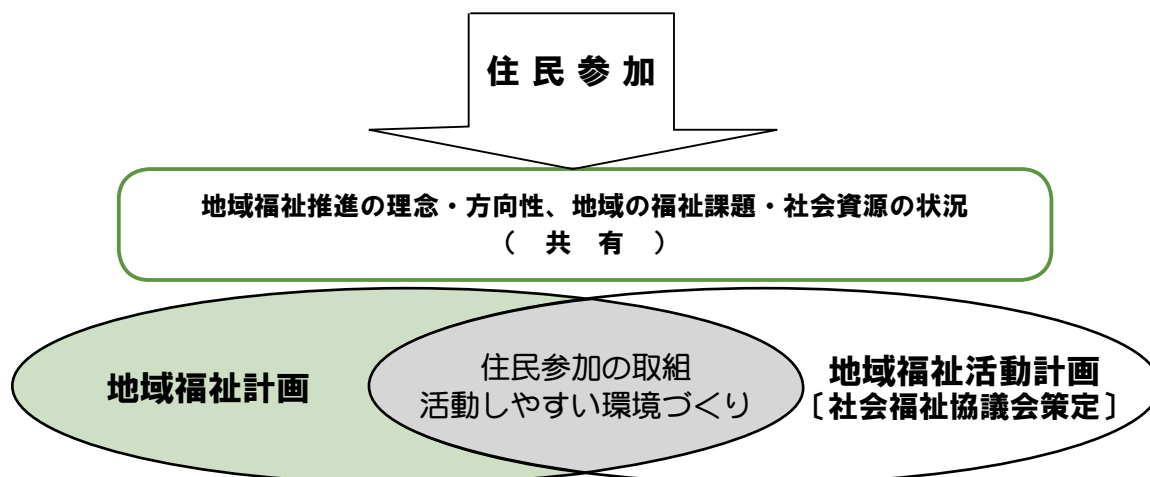 住民参加
地域福祉推進の理念・方向性、地域の福祉課題・社会資源の状況
（　共　有　）
地域福祉計画
住民参加の取組
活動しやすい環境づくり
地域福祉活動計画
〔社会福祉協議会策定〕